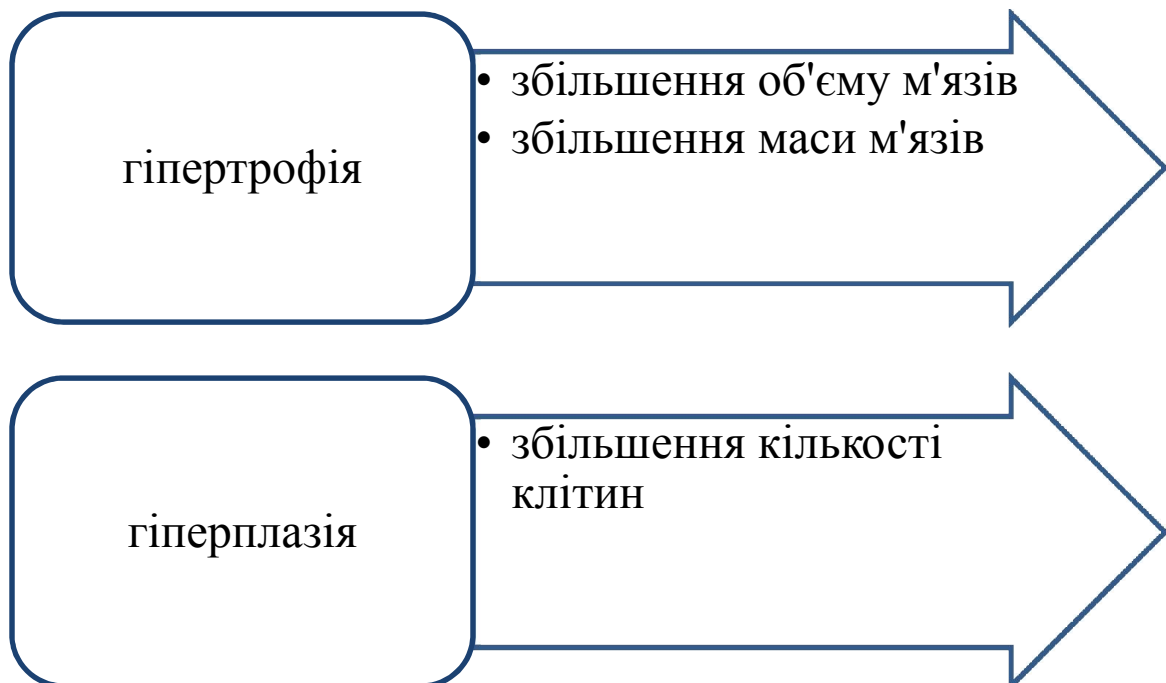 гіпертрофія
• збільшення об'єму м'язів
• збільшення маси м'язів
гіперплазія
• збільшення кількості
клітин